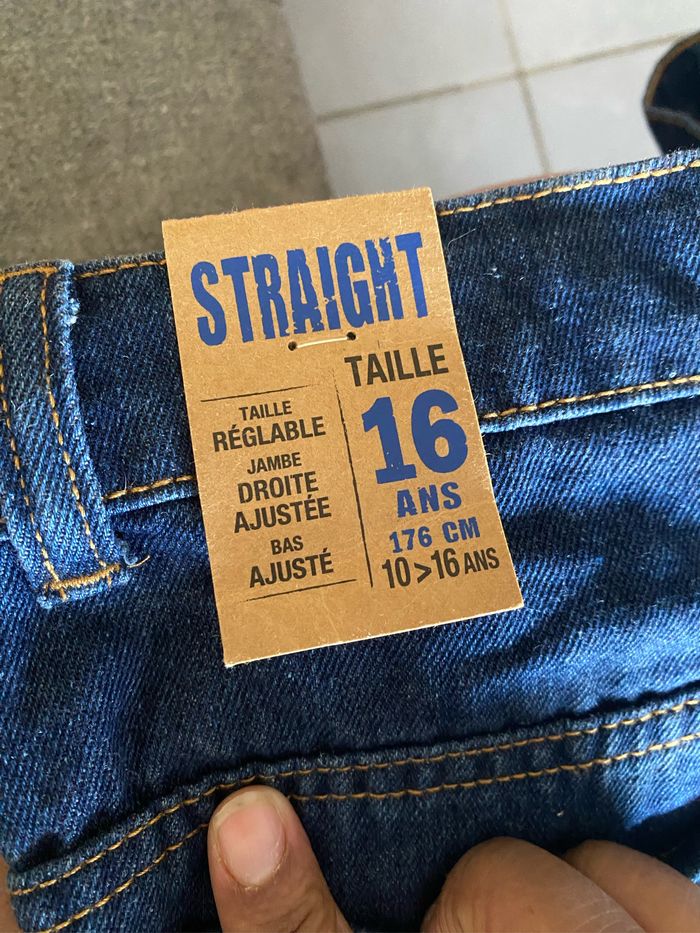 STRAIGHT
TAILLE
RÉGLABLE
JAMBE
DROITE
AJUSTÉE
BAS
AJUSTÉ
TAILLE
16
ANS
176 CM
10>16 ANS